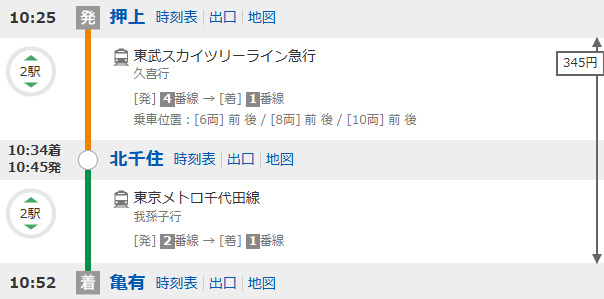 10:25 発 押上 時刻表 出口 地図
2駅
東武スカイツリーライン急行
久喜行
[発] 4番線 → [着] 1番線
乗車位置：[6両] 前 後 / [8両] 前 後 / [10両] 前 後
345円
10:34着
10:45発
北千住 時刻表 出口 地図
2駅
東京メトロ千代田線
我孫子行
[発] 2番線 → [着] 1番線
10:52 着 亀有 時刻表 出口 地図